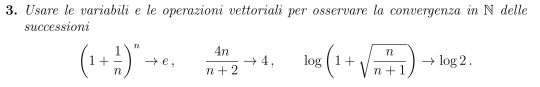 3. Usare le variabili e le operazioni vettoriali per osservare la convergenza in ℕ delle
successioni
(1 + 1/n)^n → e , 4n/(n + 2) → 4 , log(1 + √(n/(n + 1))) → log 2 .